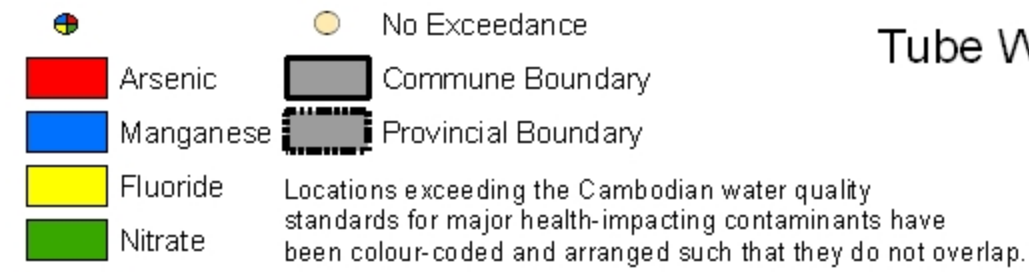 No Exceedance
Tube
Arsenic
Commune Boundary
Manganese
Provincial Boundary
Fluoride
Locations exceeding the Cambodian water quality
standards for major health-impacting contaminants have
Nitrate
been colour-coded and arranged such that they do not overlap.